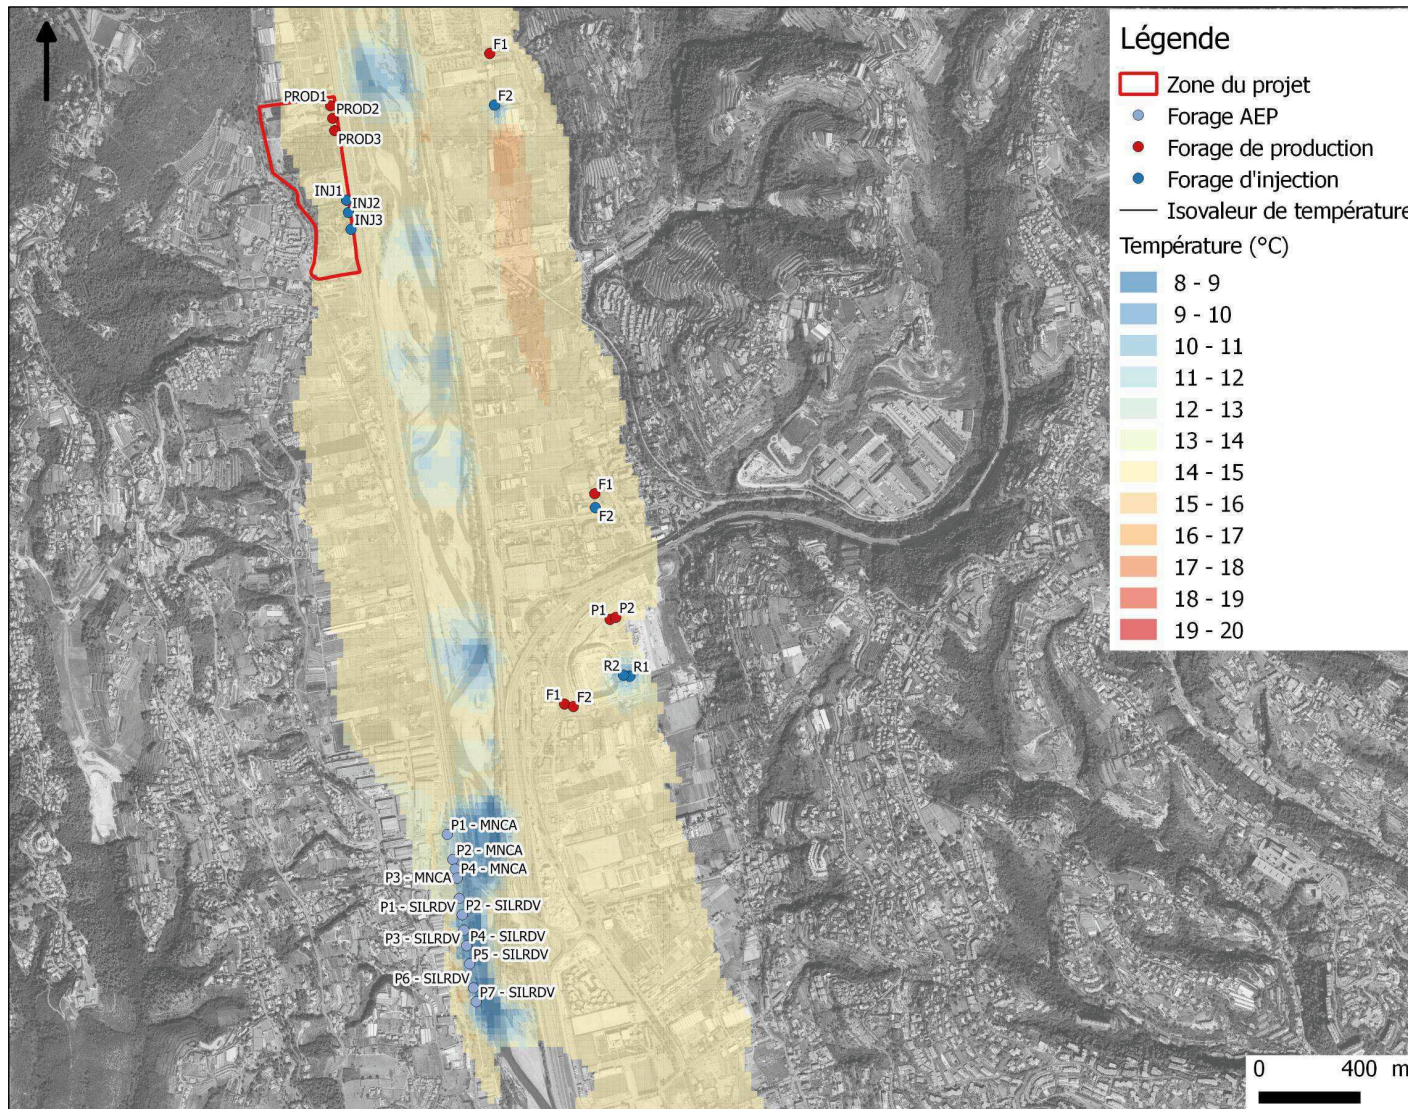 F1
F2
PROD1
PROD2
PROD3
INJ1
INJ2
INJ3
F1
F2
P1
P2
R2
R1
F1
F2
P1 - MNCA
P2 - MNCA
P4 - MNCA
P3 - MNCA
P1 - SILRDV
P2 - SILRDV
P3 - SILRDV
P4 - SILRDV
P5 - SILRDV
P6 - SILRDV
P7 - SILRDV
Légende
Zone du projet
Forage AEP
Forage de production
Forage d'injection
Isovaleur de température
Température (°C)
8 - 9
9 - 10
10 - 11
11 - 12
12 - 13
13 - 14
14 - 15
15 - 16
16 - 17
17 - 18
18 - 19
19 - 20
0 400 m